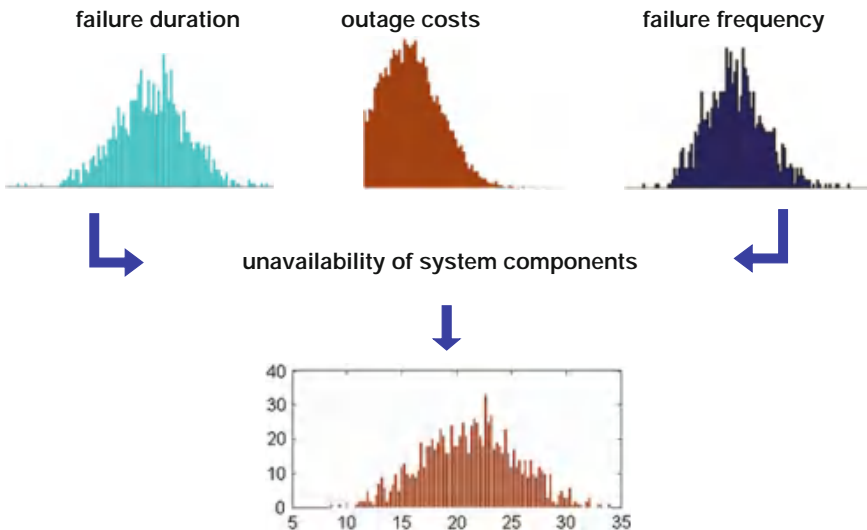 failure duration
outage costs
failure frequency
unavailability of system components
40
30
20
10
0
5 10 15 20 25 30 35